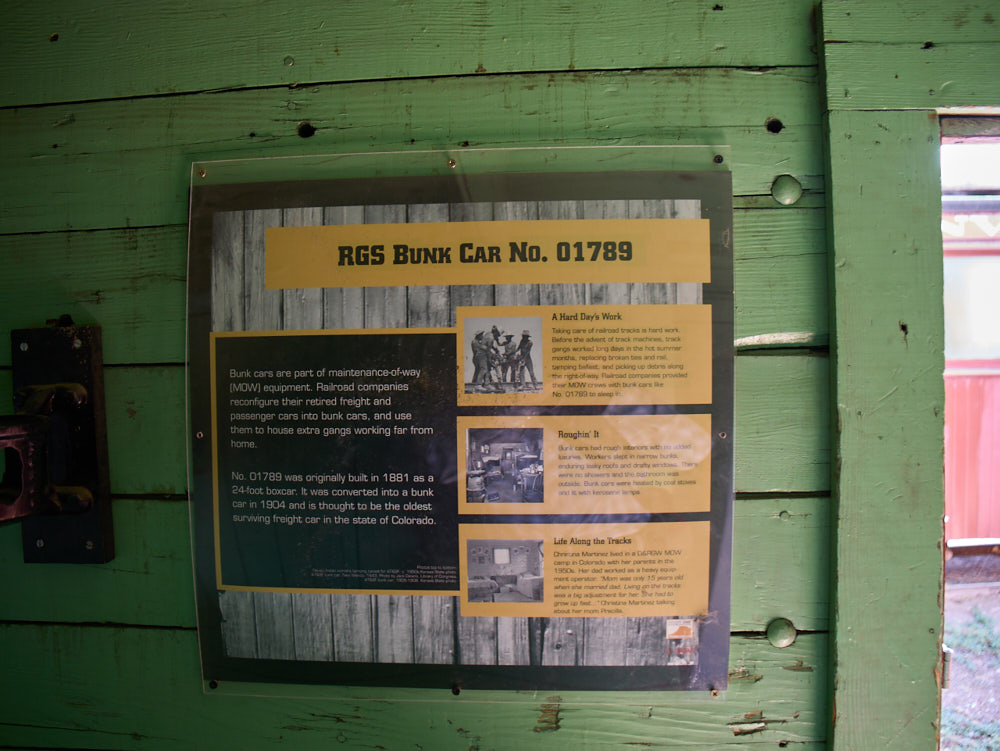 RGS Bunk Car No. 01789
Bunk cars are part of maintenance-of-way
(MOW) equipment. Railroad companies
reconfigure their retired freight and
passenger cars into bunk cars, and use
them to house extra gangs working far from
home.
No. 01789 was originally built in 1881 as a
24-foot boxcar. It was converted into a bunk
car in 1904 and is thought to be the oldest
surviving freight car in the state of Colorado.
Photos top to bottom:
A Hard Day's Work
Taking care of railroad tracks is hard work.
Before the advent of track machines, track
gangs worked long days in the hot summer
months, replacing broken ties and rail,
tamping ballast, and picking up debris along
the right-of-way. Railroad companies provided
their MOW crews with bunk cars like
No. 01789 to sleep in.
Roughin' It
Bunk cars had rough interiors with no added
luxuries. Workers slept in narrow bunks,
enduring leaky roofs and drafty windows. There
were no showers and the bathroom was
outside. Bunk cars were heated by coal stoves
and lit with kerosene lamps.
Life Along the Tracks
Christina Martinez lived in a D&RGW MOW
camp in Colorado with her parents in the
1950s. Her dad worked as a heavy equip-
ment operator. "Mom was only 15 years old
when she married dad. Living on the tracks
was a big adjustment for her. She had to
grow up fast..." Christina Martinez talking
about her mom Priscilla.